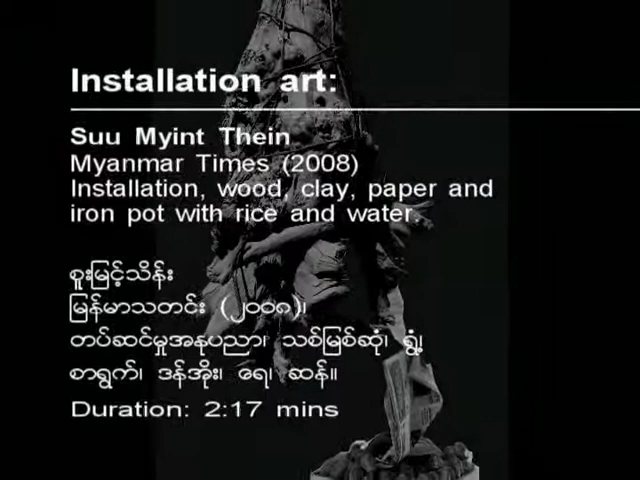 Installation art:
Suu Myint Thein
Myanmar Times (2008)
Installation, wood, clay, paper and
iron pot with rice and water.
စူးမြင့်သိန်း
မြန်မာသတင်း (၂၀၀၈)၊
တပ်ဆင်မှုအနုပညာ၊ သစ်မြစ်ဆုံ၊ ရွှံ့၊
စာရွက်၊ ဒန်အိုး၊ ရေ၊ ဆန်။
Duration: 2:17 mins